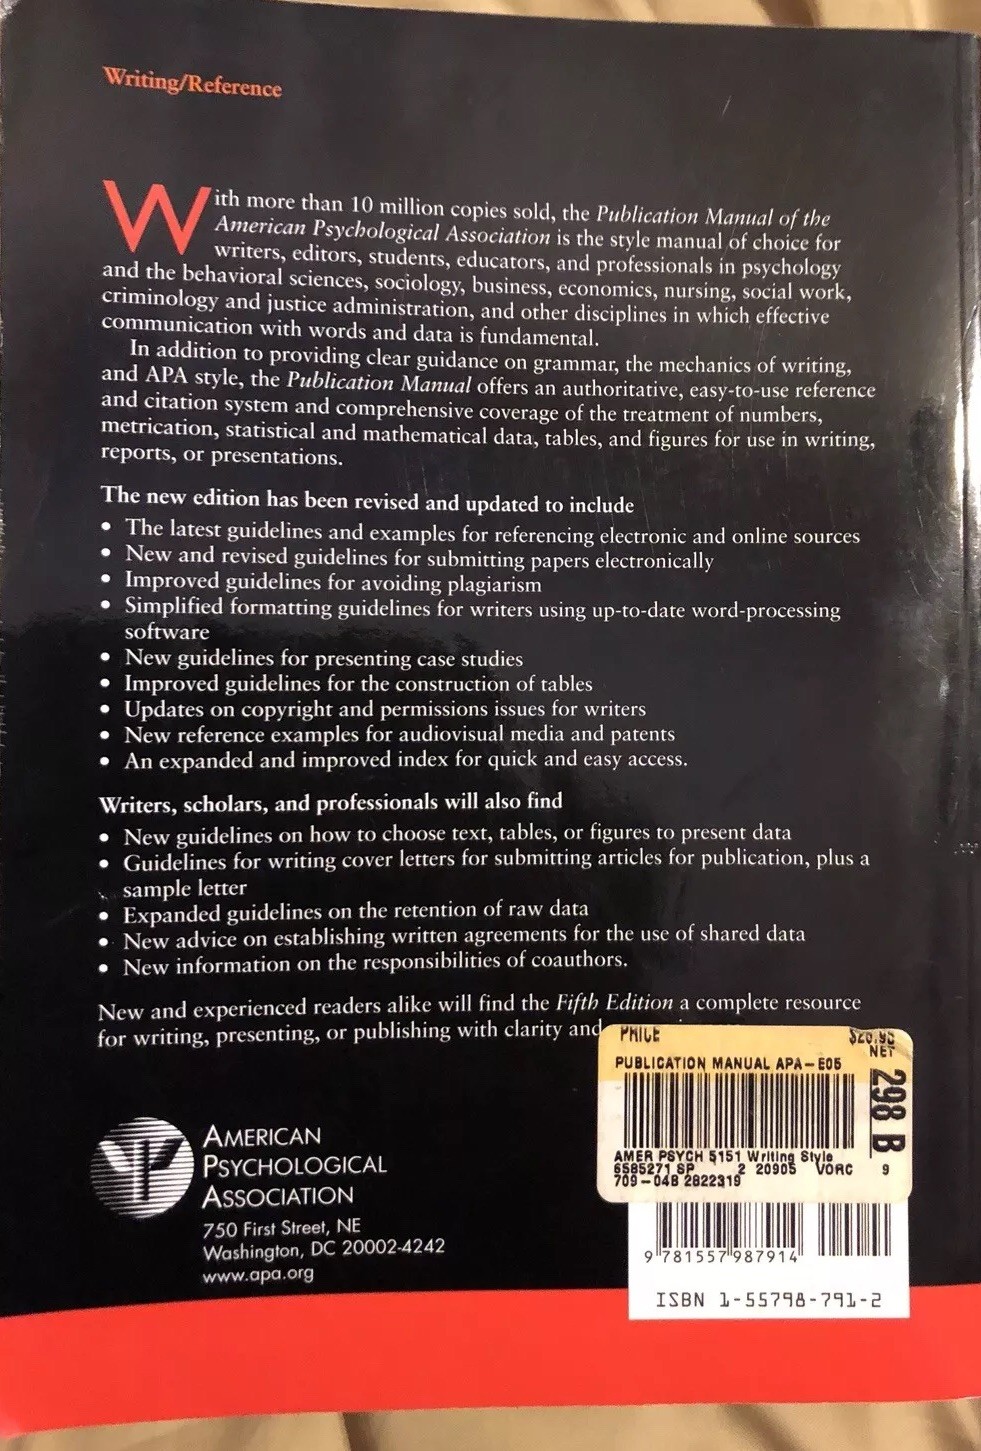 Writing/Reference
With more than 10 million copies sold, the Publication Manual of the
American Psychological Association is the style manual of choice for
writers, editors, students, educators, and professionals in psychology
and the behavioral sciences, sociology, business, economics, nursing, social work,
criminology and justice administration, and other disciplines in which effective
communication with words and data is fundamental.
In addition to providing clear guidance on grammar, the mechanics of writing,
and APA style, the Publication Manual offers an authoritative, easy-to-use reference
and citation system and comprehensive coverage of the treatment of numbers,
metrication, statistical and mathematical data, tables, and figures for use in writing,
reports, or presentations.
The new edition has been revised and updated to include
• The latest guidelines and examples for referencing electronic and online sources
• New and revised guidelines for submitting papers electronically
• Improved guidelines for avoiding plagiarism
• Simplified formatting guidelines for writers using up-to-date word-processing
software
• New guidelines for presenting case studies
• Improved guidelines for the construction of tables
• Updates on copyright and permissions issues for writers
• New reference examples for audiovisual media and patents
• An expanded and improved index for quick and easy access.
Writers, scholars, and professionals will also find
• New guidelines on how to choose text, tables, or figures to present data
• Guidelines for writing cover letters for submitting articles for publication, plus a
sample letter
• Expanded guidelines on the retention of raw data
• New advice on establishing written agreements for the use of shared data
• New information on the responsibilities of coauthors.
New and experienced readers alike will find the Fifth Edition a complete resource
for writing, presenting, or publishing with clarity and
PRICE
NET
PUBLICATION MANUAL APA-E05
298 B
AMER PSYCH 5151 Writing Style
6585271 SP 2 20905 VORC 9
709-04B 2822319
AMERICAN
PSYCHOLOGICAL
ASSOCIATION
750 First Street, NE
Washington, DC 20002-4242
www.apa.org
9 781557 987914
ISBN 1-55798-791-2